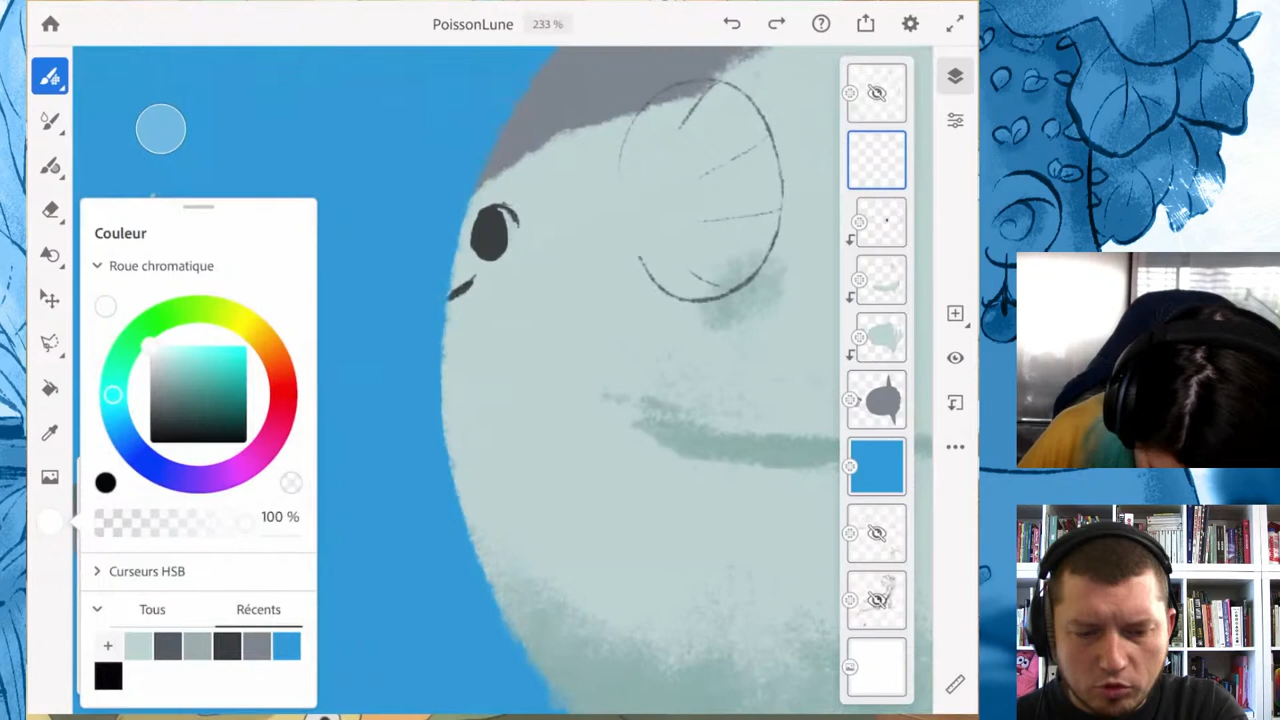 PoissonLune 233 %
Couleur
Roue chromatique
100 %
Curseurs HSB
Tous Récents